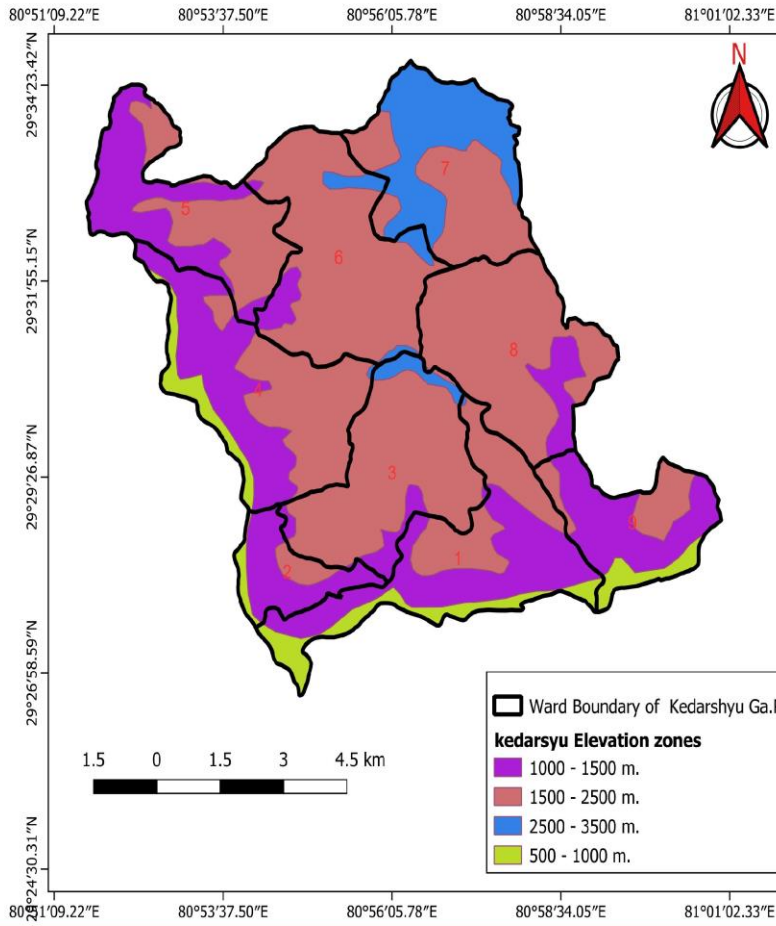 80°51′09.22″E 80°53′37.50″E 80°56′05.78″E 80°58′34.05″E 81°01′02.33″E
N
29°34′23.42″N
29°31′55.15″N
29°29′26.87″N
29°26′58.59″N
29°24′30.31″N
7
5
6
8
4
3
9
1
2
1.5 0 1.5 3 4.5 km
Ward Boundary of Kedarshyu Ga.
kedarsyu Elevation zones
1000 - 1500 m.
1500 - 2500 m.
2500 - 3500 m.
500 - 1000 m.
80°51′09.22″E 80°53′37.50″E 80°56′05.78″E 80°58′34.05″E 81°01′02.33″E